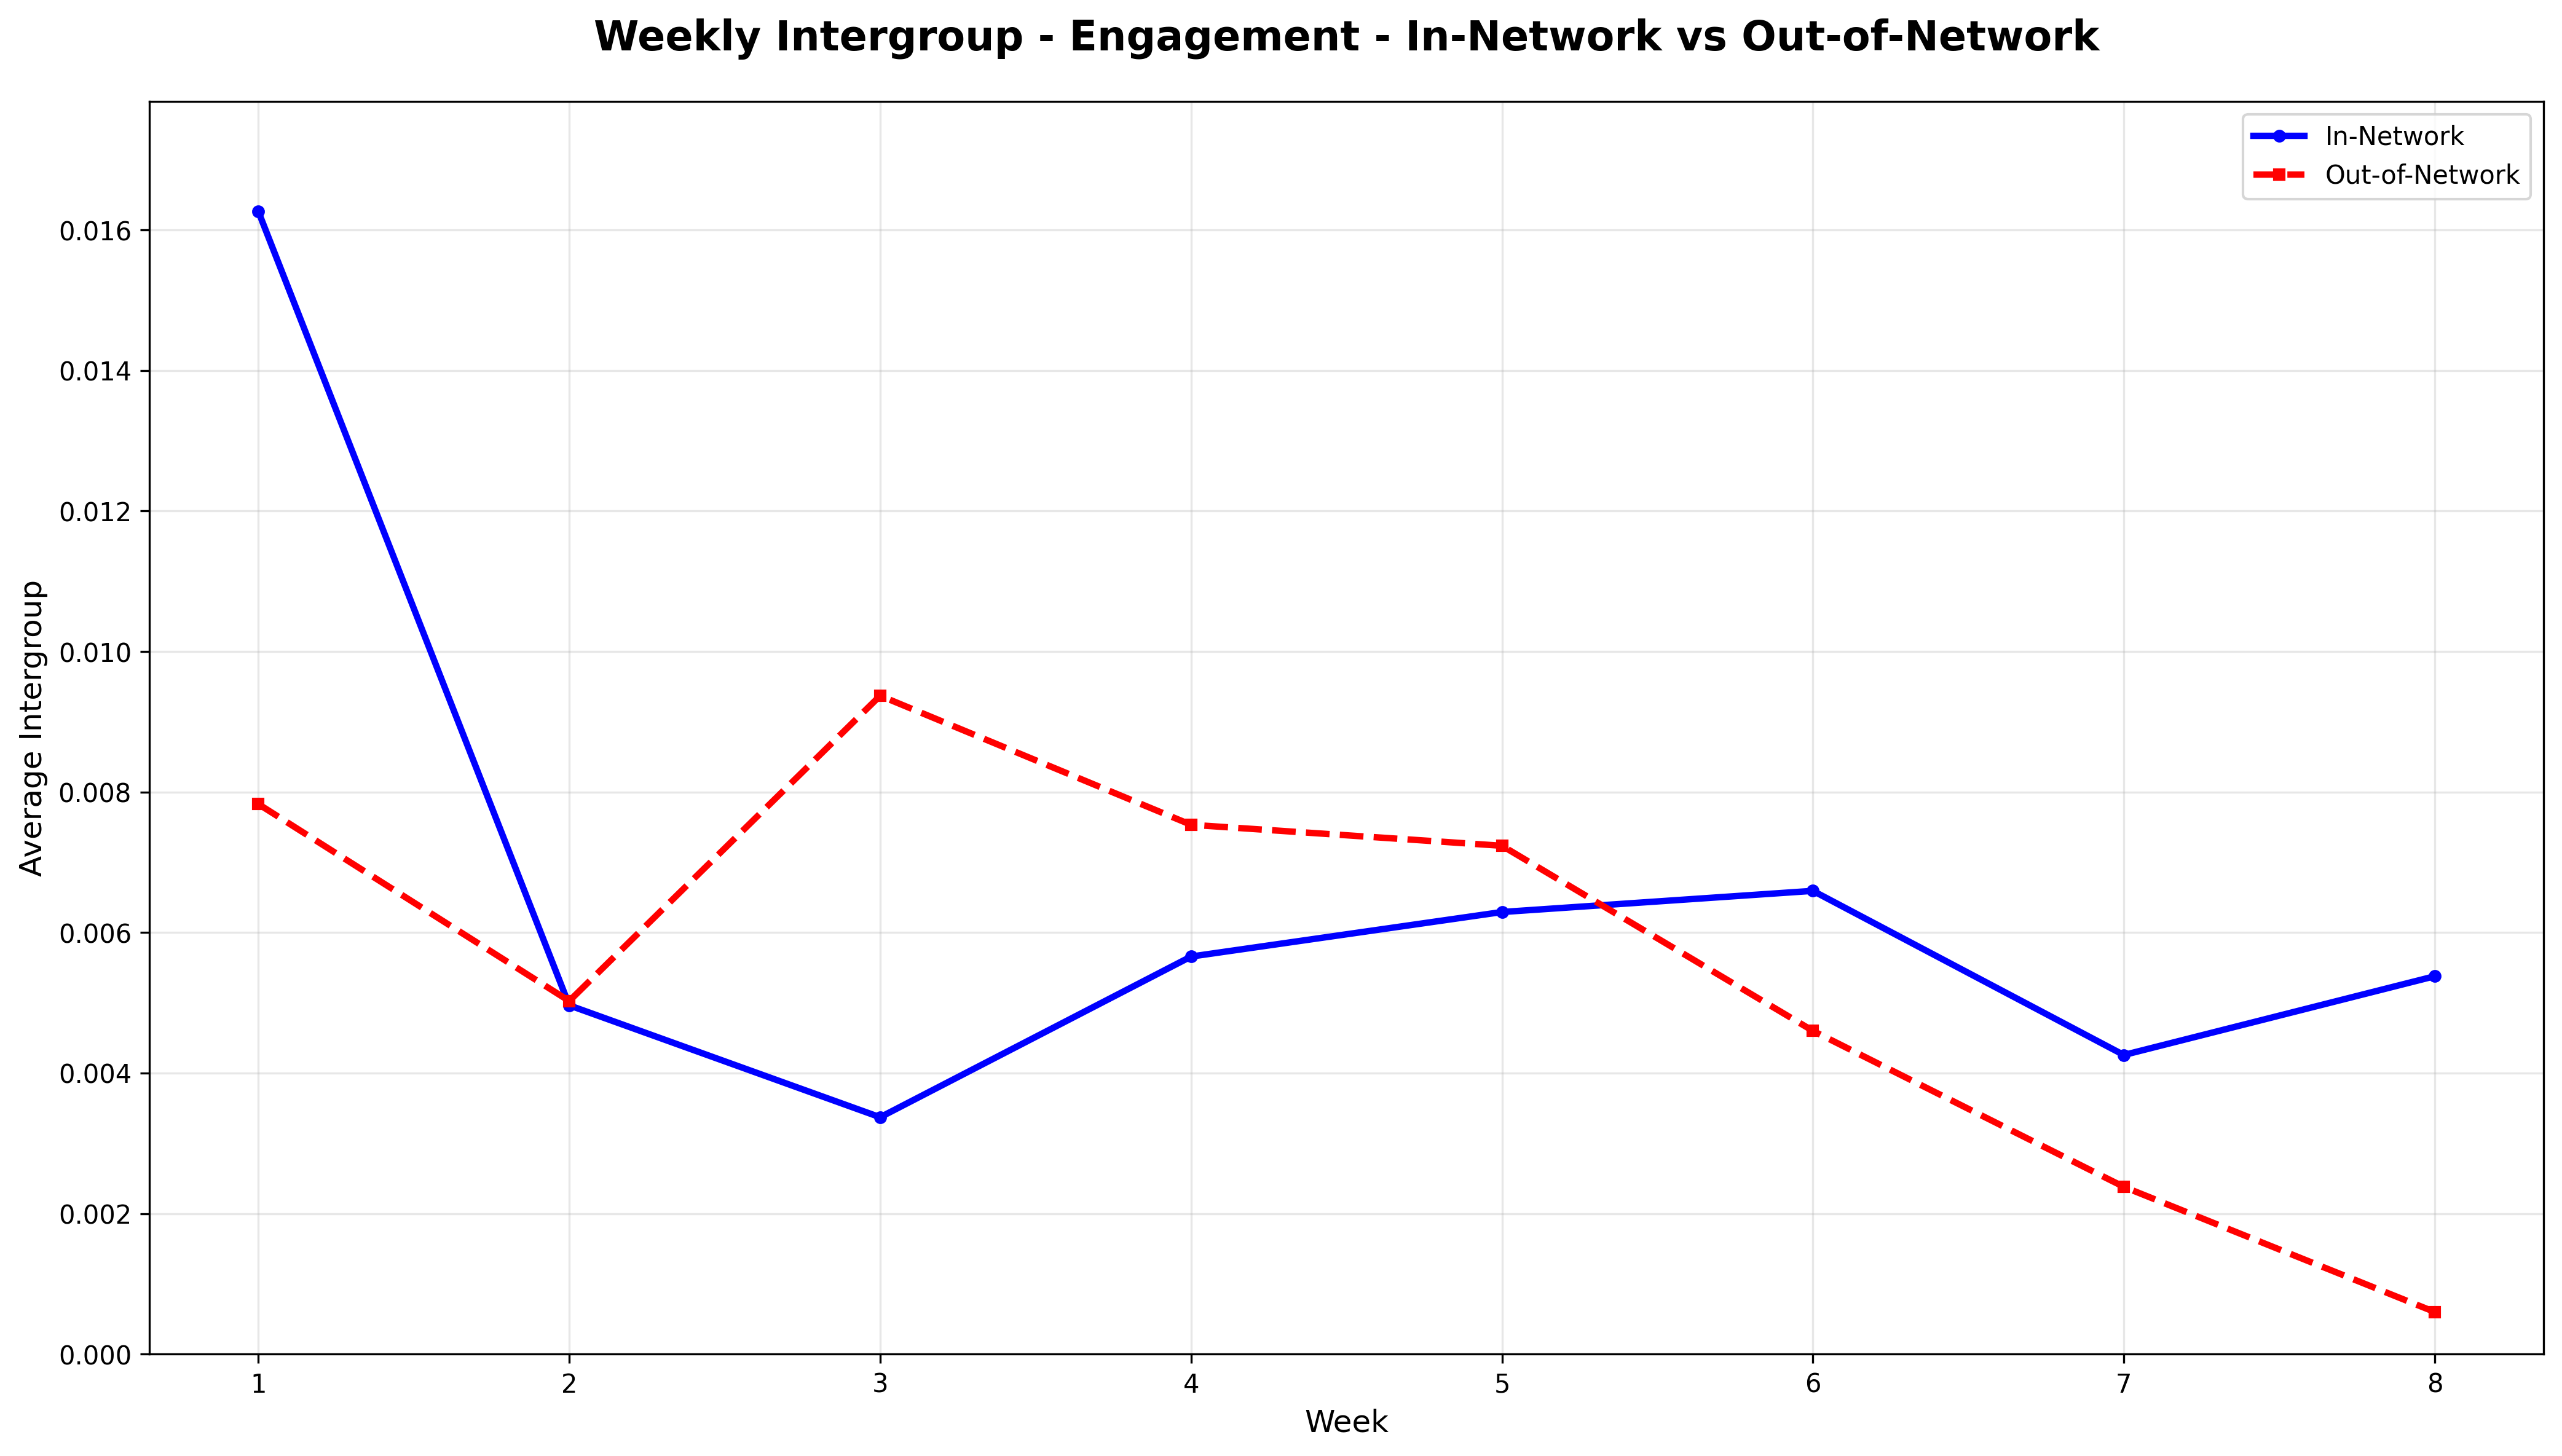 Weekly Intergroup - Engagement - In-Network vs Out-of-Network
In-Network
Out-of-Network
Average Intergroup
0.016
0.014
0.012
0.010
0.008
0.006
0.004
0.002
0.000
1 2 3 4 5 6 7 8
Week